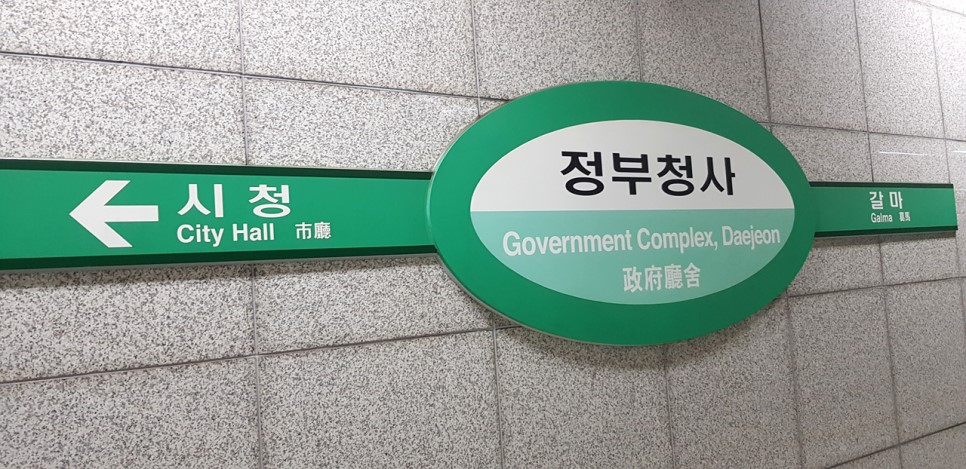 시청
City Hall 市廳
정부청사
Government Complex, Daejeon
政府廳舍
갈마
Galma 葛馬